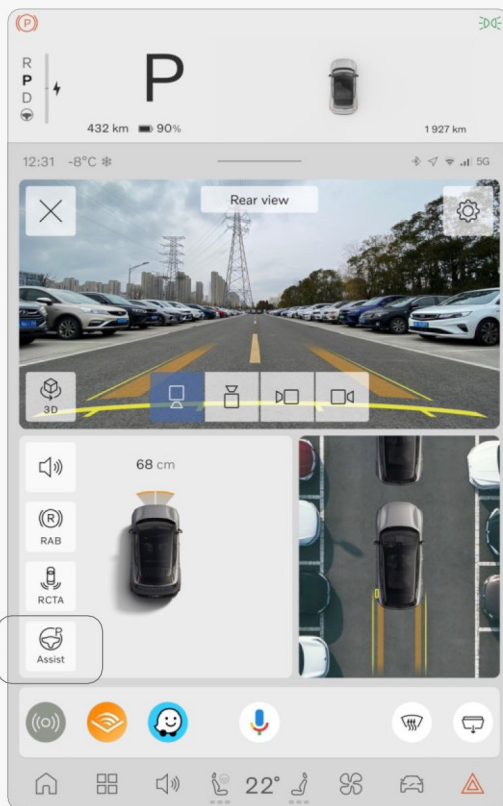 P
R
P
D
P
432 km 90%
1 927 km
12:31 -8°C
5G
Rear view
3D
68 cm
R
RAB
RCTA
P
Assist
22°